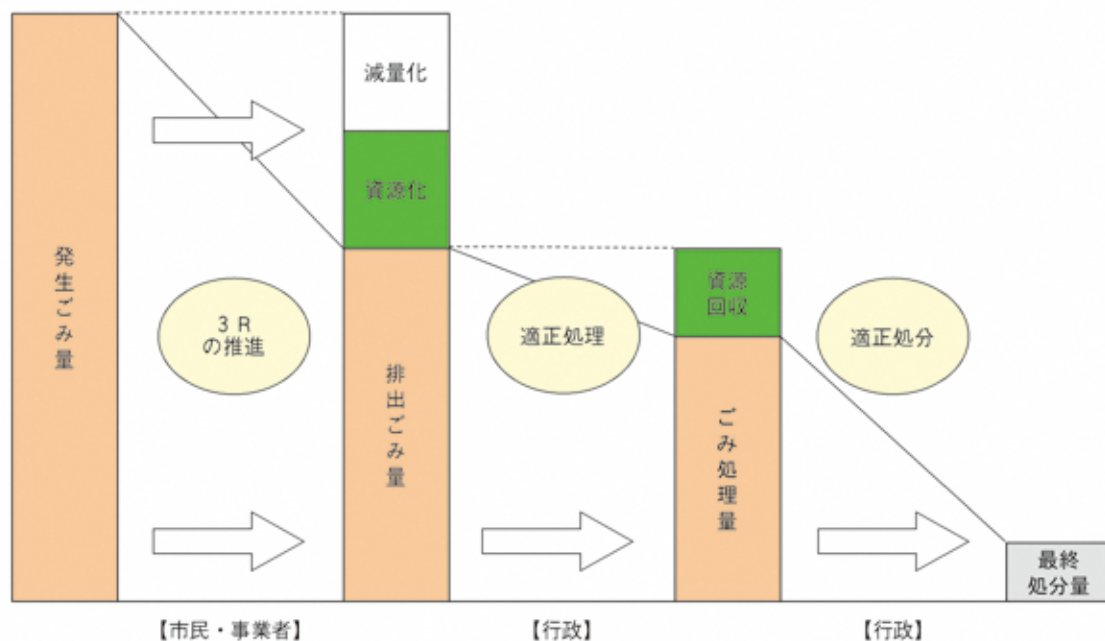 発生ごみ量
3 R
の推進
減量化
資源化
排出ごみ量
適正処理
資源
回収
ごみ処理量
適正処分
最終
処分量
【市民・事業者】
【行政】
【行政】